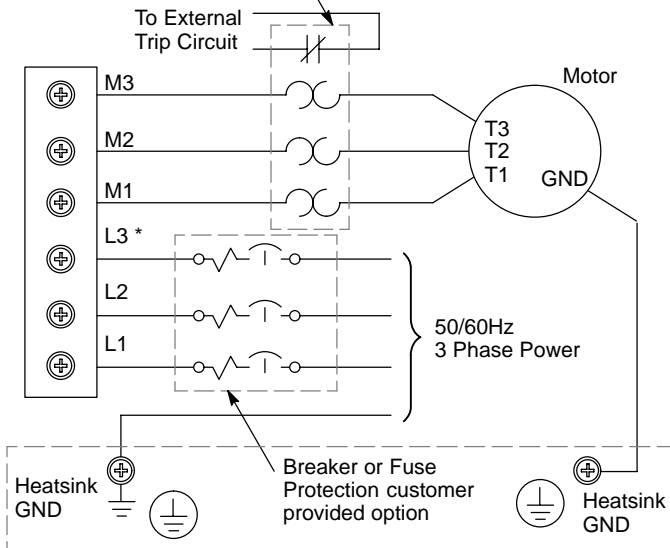 To External
Trip Circuit
M3
Motor
T3
M2
T2
T1
GND
M1
L3 *
L2
50/60Hz
3 Phase Power
L1
Breaker or Fuse
Protection customer
provided option
Heatsink
GND
Heatsink
GND